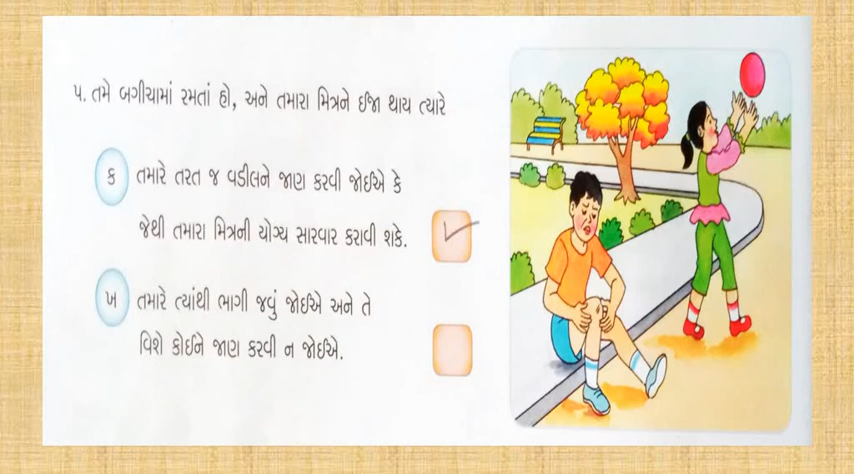 ૫. તમે બગીચામાં રમતાં હો, અને તમારા મિત્રને ઈજા થાય ત્યારે
ક તમારે તરત જ વડીલને જાણ કરવી જોઈએ કે
જેથી તમારા મિત્રની યોગ્ય સારવાર કરાવી શકે.
ખ તમારે ત્યાંથી ભાગી જવું જોઈએ અને તે
વિશે કોઈને જાણ કરવી ન જોઈએ.